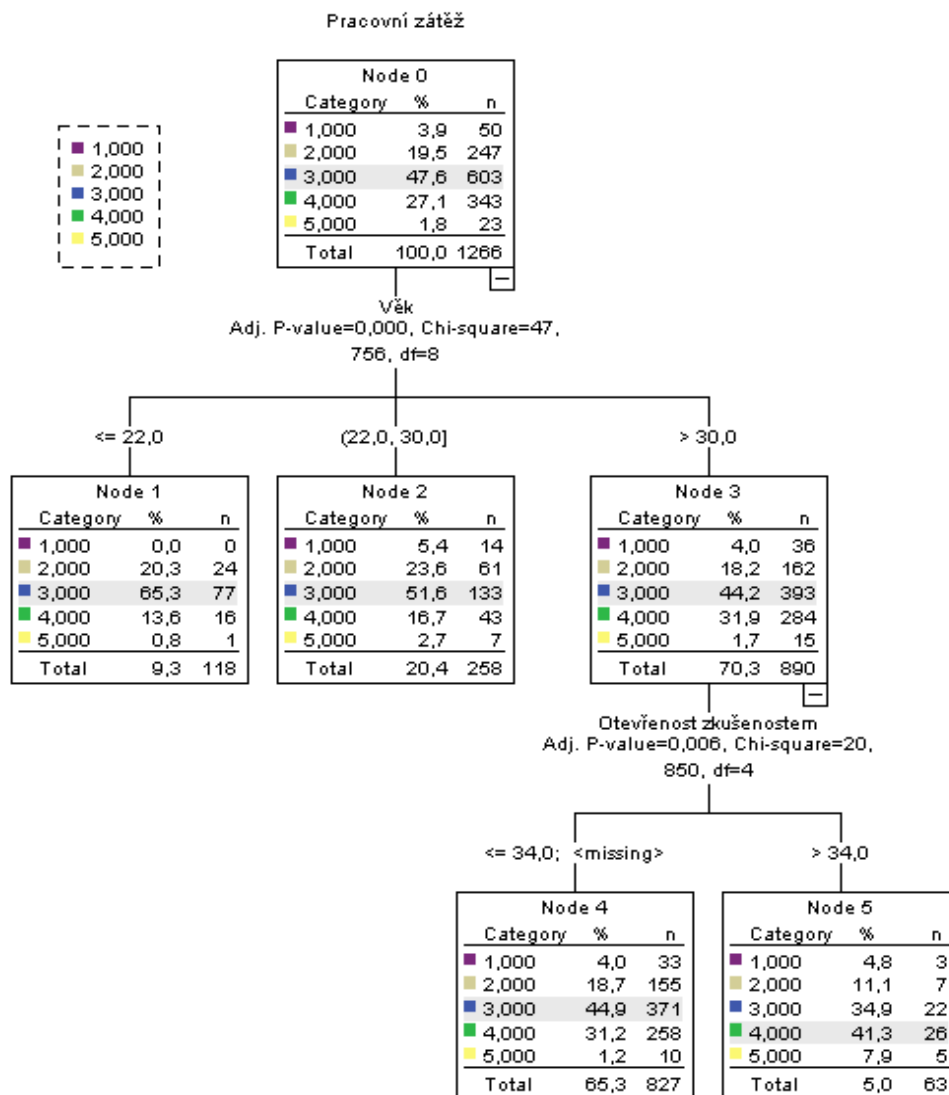 Pracovní zátěž
Node 0
Category % n
1,000 3,9 50
2,000 19,5 247
3,000 47,6 603
4,000 27,1 343
5,000 1,8 23
Total 100,0 1266
1,000
2,000
3,000
4,000
5,000
Věk
Adj. P-value=0,000, Chi-square=47,
756, df=8
<= 22,0
(22,0, 30,0]
> 30,0
Node 1
Category % n
1,000 0,0 0
2,000 20,3 24
3,000 65,3 77
4,000 13,6 16
5,000 0,8 1
Total 9,3 118
Node 2
Category % n
1,000 5,4 14
2,000 23,6 61
3,000 51,6 133
4,000 16,7 43
5,000 2,7 7
Total 20,4 258
Node 3
Category % n
1,000 4,0 36
2,000 18,2 162
3,000 44,2 393
4,000 31,9 284
5,000 1,7 15
Total 70,3 890
Otevřenost zkušenostem
Adj. P-value=0,006, Chi-square=20,
850, df=4
<= 34,0; <missing>
> 34,0
Node 4
Category % n
1,000 4,0 33
2,000 18,7 155
3,000 44,9 371
4,000 31,2 258
5,000 1,2 10
Total 65,3 827
Node 5
Category % n
1,000 4,8 3
2,000 11,1 7
3,000 34,9 22
4,000 41,3 26
5,000 7,9 5
Total 5,0 63